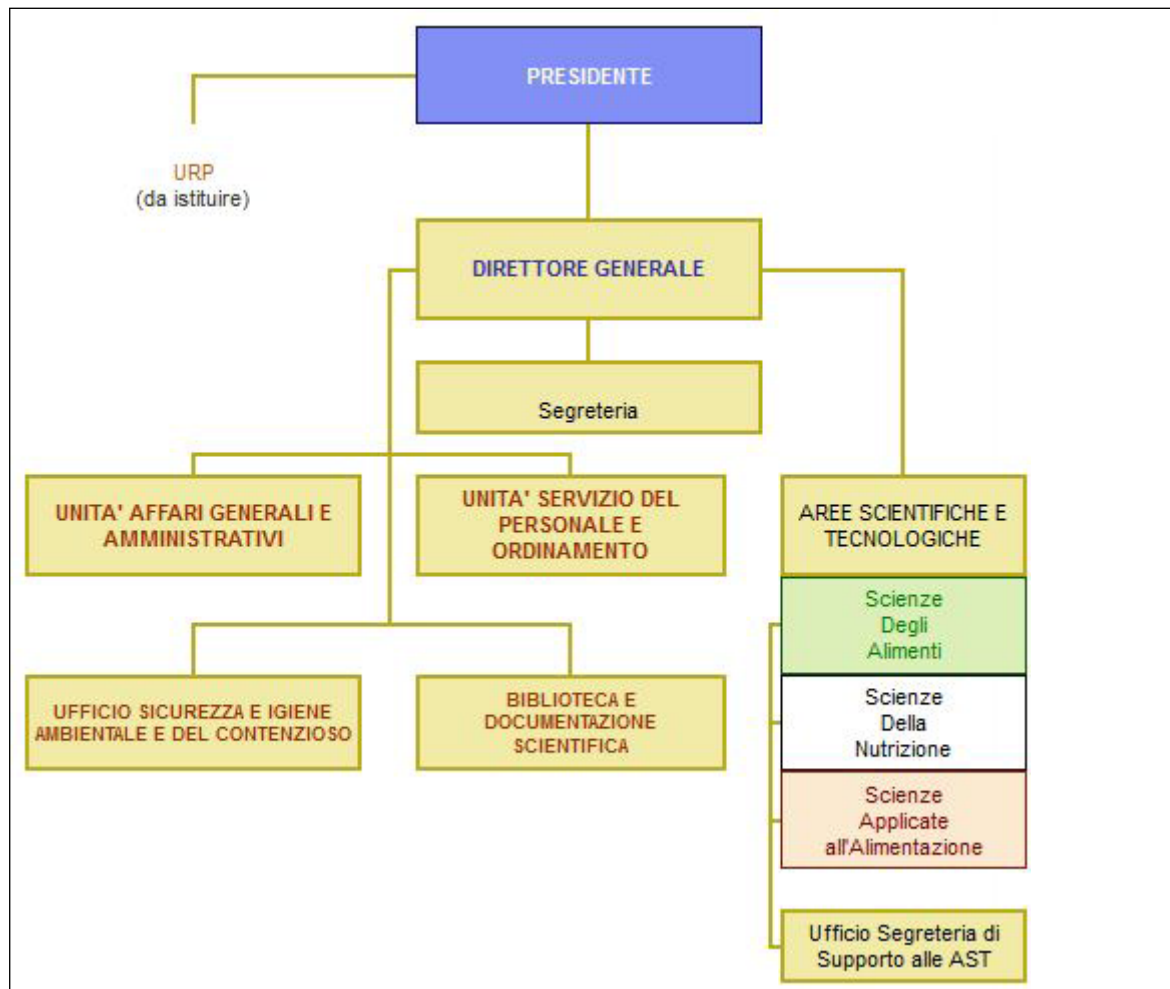 PRESIDENTE
URP
(da istituire)
DIRETTORE GENERALE
Segreteria
UNITA' AFFARI GENERALI E
AMMINISTRATIVI
UNITA' SERVIZIO DEL
PERSONALE E
ORDINAMENTO
AREE SCIENTIFICHE E
TECNOLOGICHE
Scienze
Degli
Alimenti
Scienze
Della
Nutrizione
Scienze
Applicate
all'Alimentazione
UFFICIO SICUREZZA E IGIENE
AMBIENTALE E DEL CONTENZIOSO
BIBLIOTECA E
DOCUMENTAZIONE
SCIENTIFICA
Ufficio Segreteria di
Supporto alle AST